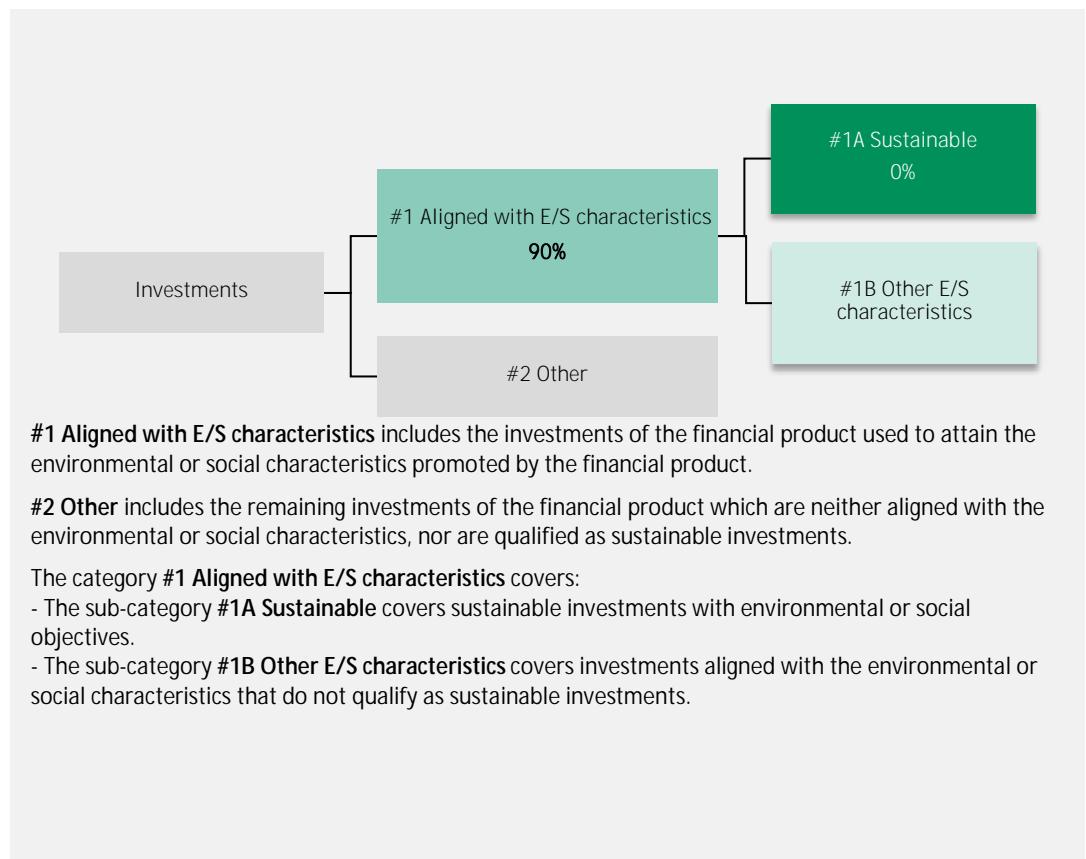 #1A Sustainable
0%
#1 Aligned with E/S characteristics
90%
Investments
#1B Other E/S
characteristics
#2 Other
#1 Aligned with E/S characteristics includes the investments of the financial product used to attain the
environmental or social characteristics promoted by the financial product.
#2 Other includes the remaining investments of the financial product which are neither aligned with the
environmental or social characteristics, nor are qualified as sustainable investments.
The category #1 Aligned with E/S characteristics covers:
- The sub-category #1A Sustainable covers sustainable investments with environmental or social
objectives.
- The sub-category #1B Other E/S characteristics covers investments aligned with the environmental or
social characteristics that do not qualify as sustainable investments.